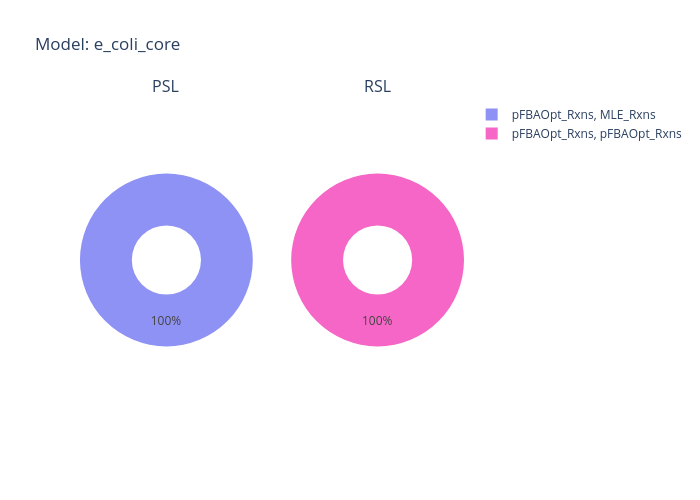 Model: e_coli_core
PSL
RSL
pFBAOpt_Rxns, MLE_Rxns
pFBAOpt_Rxns, pFBAOpt_Rxns
100%
100%